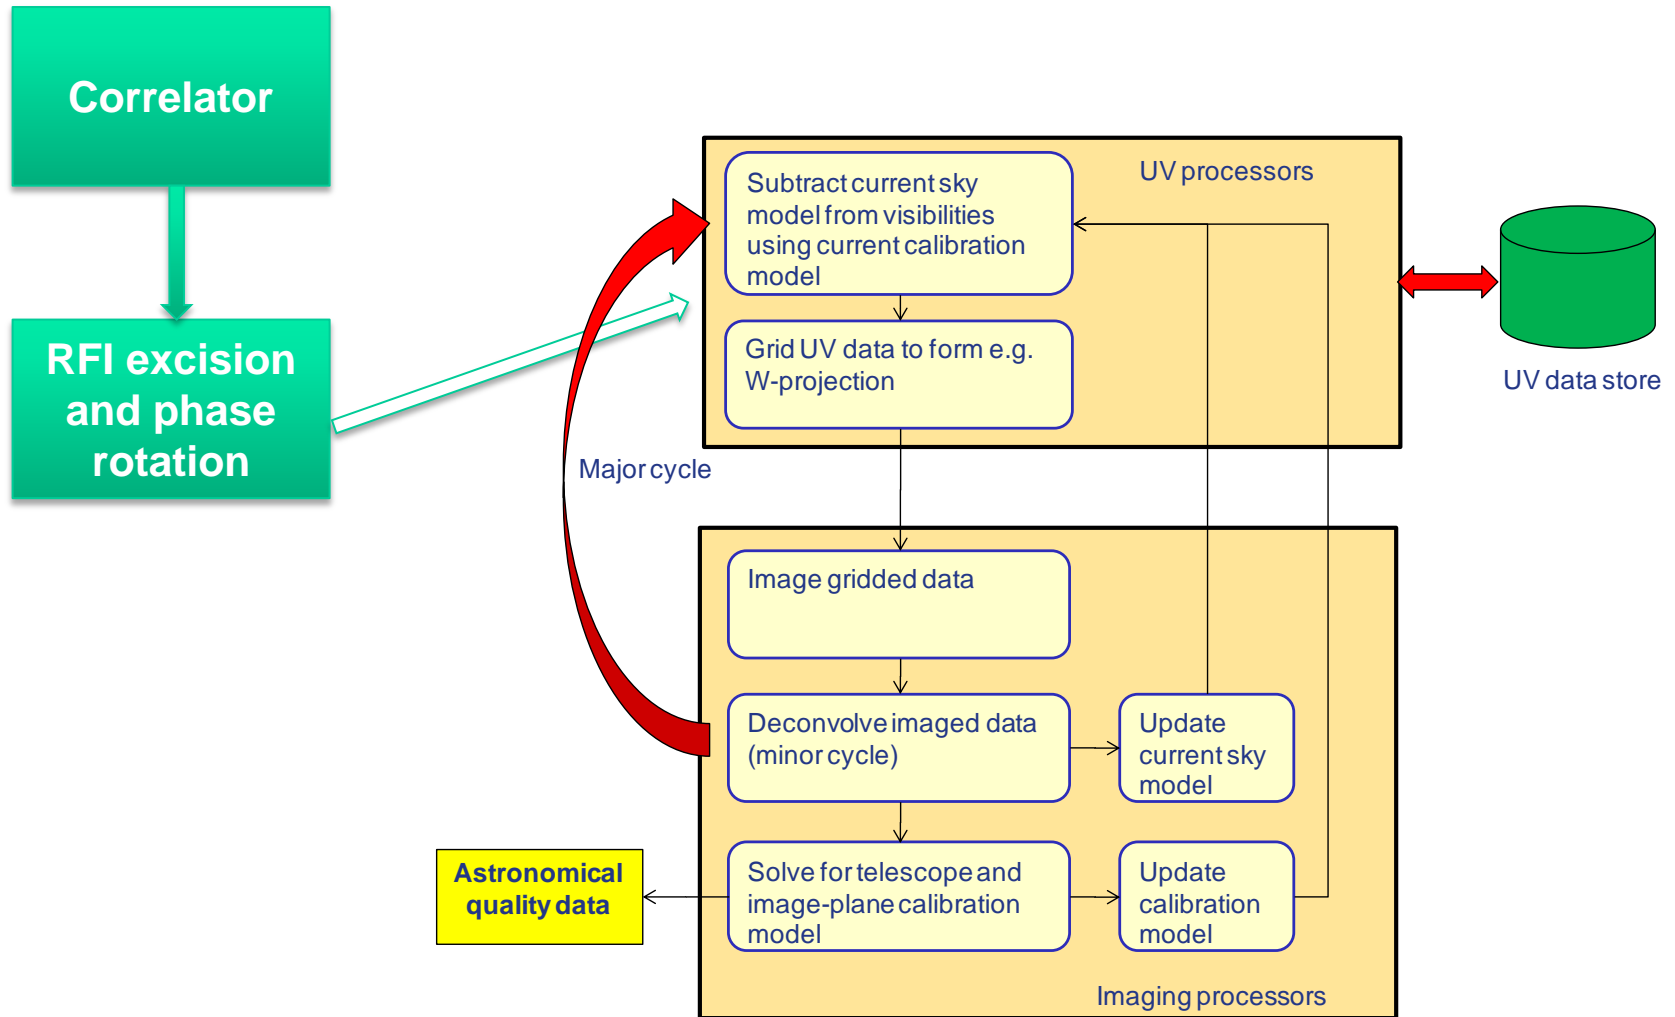 Correlator
RFI excision
and phase
rotation
UV processors
Subtract current sky
model from visibilities
using current calibration
model
Grid UV data to form e.g.
W-projection
UV data store
Major cycle
Image gridded data
Deconvolve imaged data
(minor cycle)
Update
current sky
model
Astronomical
quality data
Solve for telescope and
image-plane calibration
model
Update
calibration
model
Imaging processors